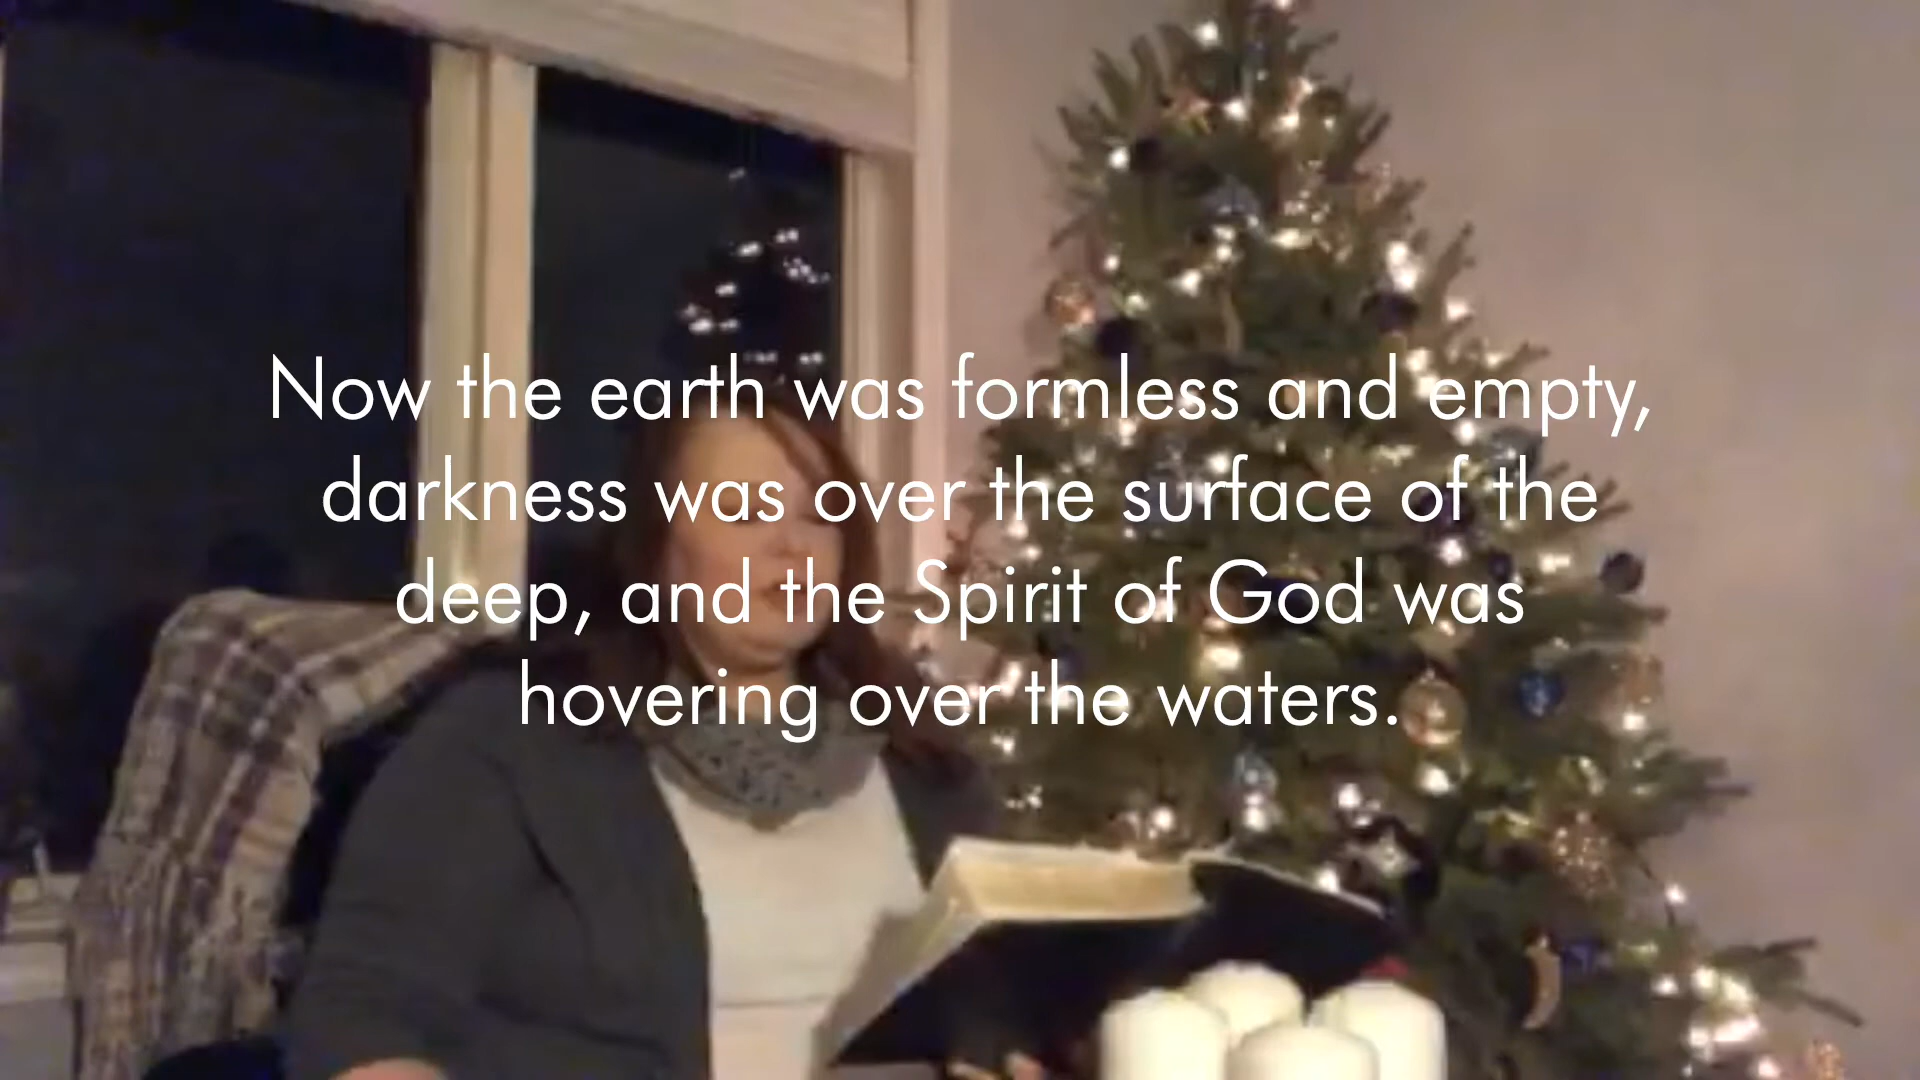 Now the earth was formless and empty,
darkness was over the surface of the
deep, and the Spirit of God was
hovering over the waters.